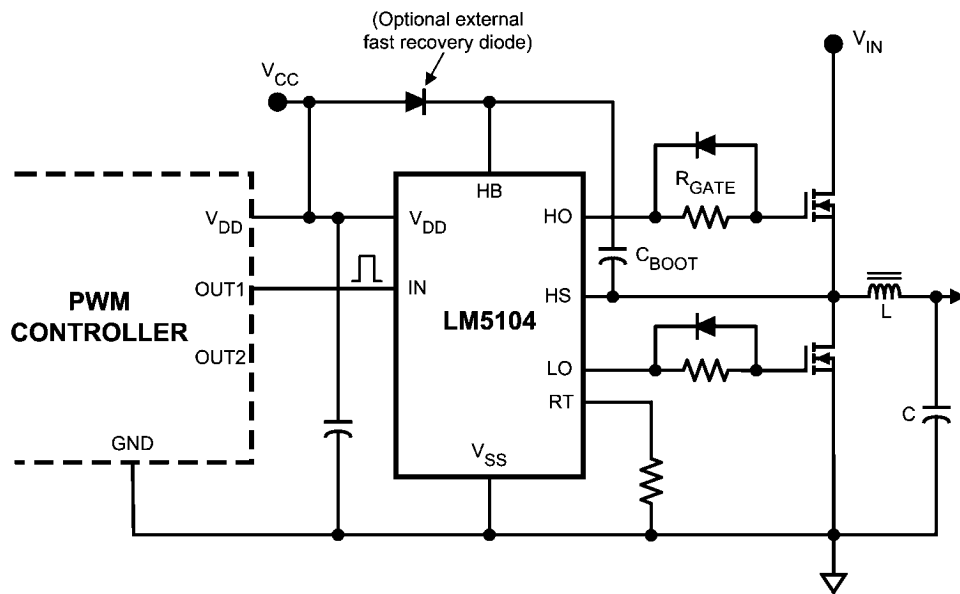 (Optional external
fast recovery diode)
VCC
VIN
HB
RGATE
VDD
VDD
HO
CBOOT
OUT1
IN
HS
PWM
CONTROLLER
LM5104
L
OUT2
LO
RT
C
GND
VSS